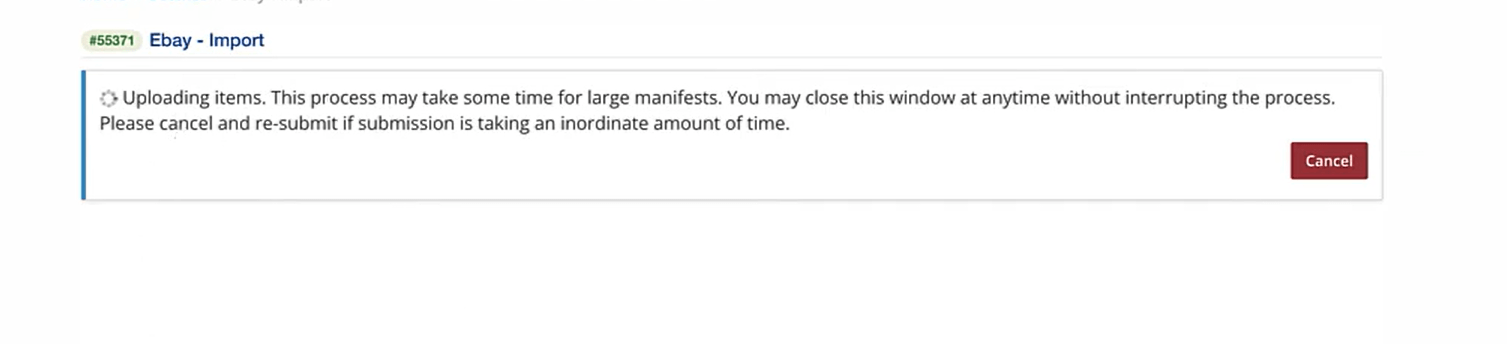 #55371 Ebay - Import
Uploading items. This process may take some time for large manifests. You may close this window at anytime without interrupting the process.
Please cancel and re-submit if submission is taking an inordinate amount of time.
Cancel